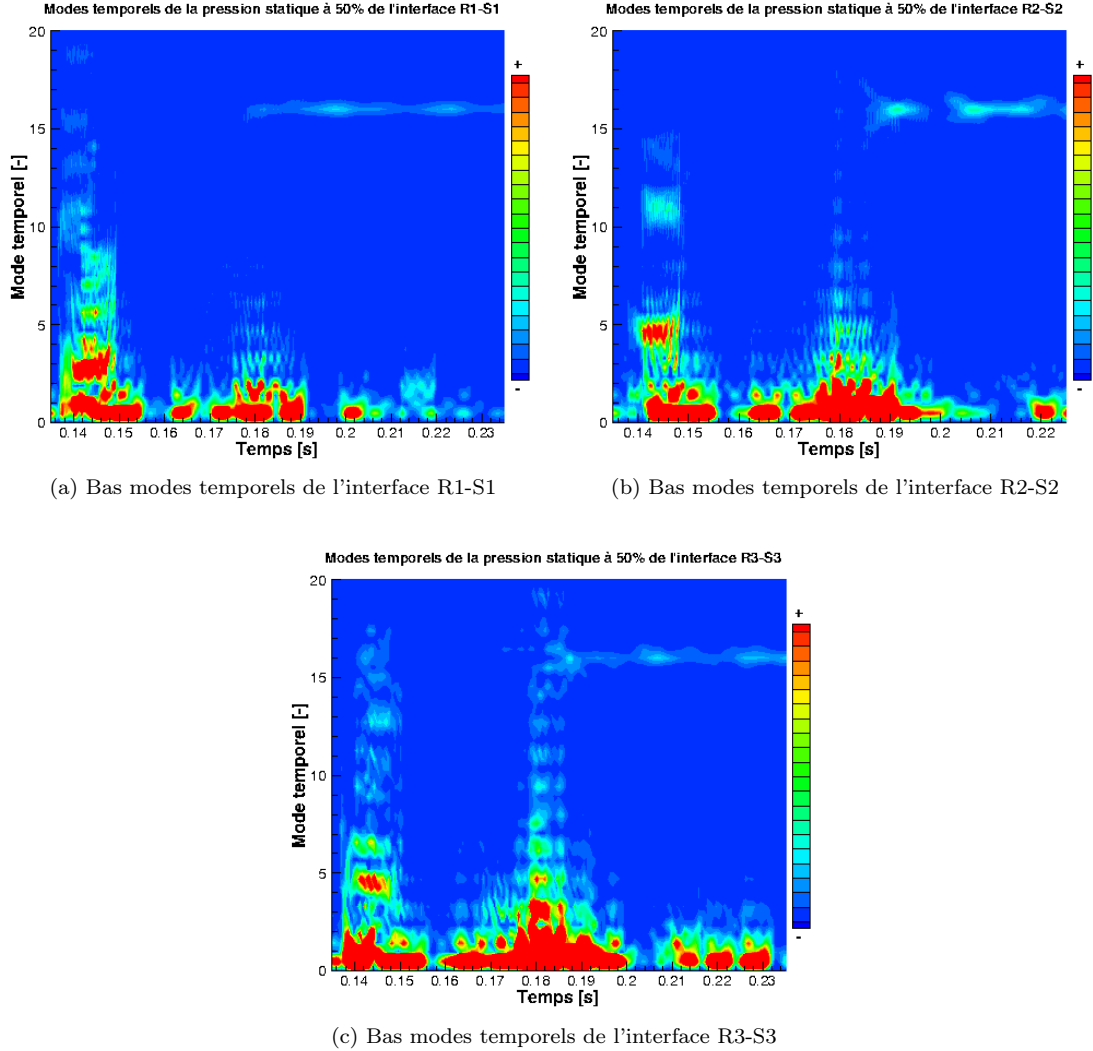 Modes temporels de la pression statique à 50% de l'interface R1-S1
Mode temporel [-]
20
15
10
5
0
0.14 0.15 0.16 0.17 0.18 0.19 0.2 0.21 0.22 0.23
Temps [s]
+
-
(a) Bas modes temporels de l'interface R1-S1
Modes temporels de la pression statique à 50% de l'interface R2-S2
Mode temporel [-]
20
15
10
5
0
0.14 0.15 0.16 0.17 0.18 0.19 0.2 0.21 0.22
Temps [s]
+
-
(b) Bas modes temporels de l'interface R2-S2
Modes temporels de la pression statique à 50% de l'interface R3-S3
Mode temporel [-]
20
15
10
5
0
0.14 0.15 0.16 0.17 0.18 0.19 0.2 0.21 0.22 0.23
Temps [s]
+
-
(c) Bas modes temporels de l'interface R3-S3